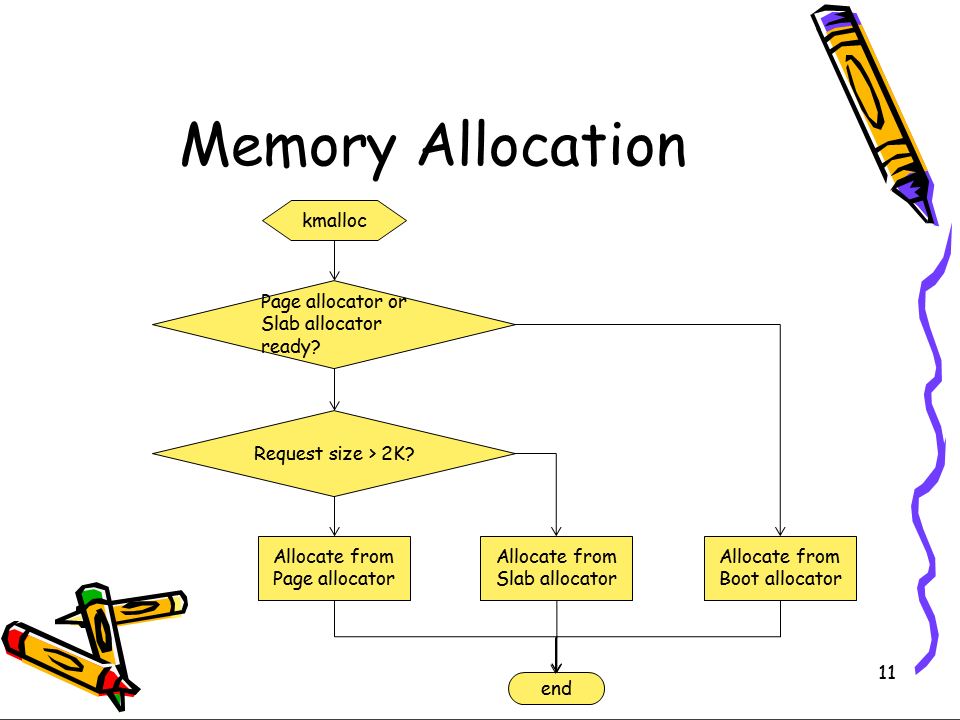 Memory Allocation
kmalloc
Page allocator or
Slab allocator
ready?
Request size > 2K?
Allocate from
Page allocator
Allocate from
Slab allocator
Allocate from
Boot allocator
end
11